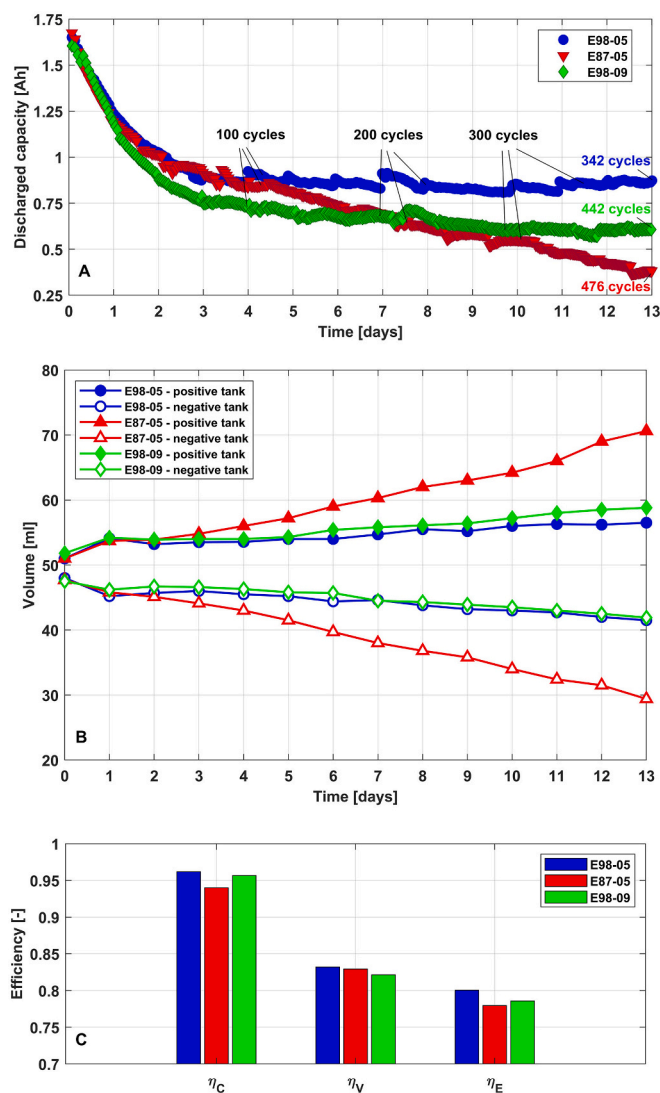 1.75
1.5
1.25
1
0.75
0.5
0.25
Discharged capacity [Ah]
E98-05
E87-05
E98-09
100 cycles
200 cycles
300 cycles
342 cycles
442 cycles
476 cycles
A
0 1 2 3 4 5 6 7 8 9 10 11 12 13
Time [days]
80
70
60
50
40
30
20
Volume [ml]
E98-05 - positive tank
E98-05 - negative tank
E87-05 - positive tank
E87-05 - negative tank
E98-09 - positive tank
E98-09 - negative tank
B
0 1 2 3 4 5 6 7 8 9 10 11 12 13
Time [days]
1
0.95
0.9
0.85
0.8
0.75
0.7
Efficiency [-]
E98-05
E87-05
E98-09
C
η_C η_V η_E